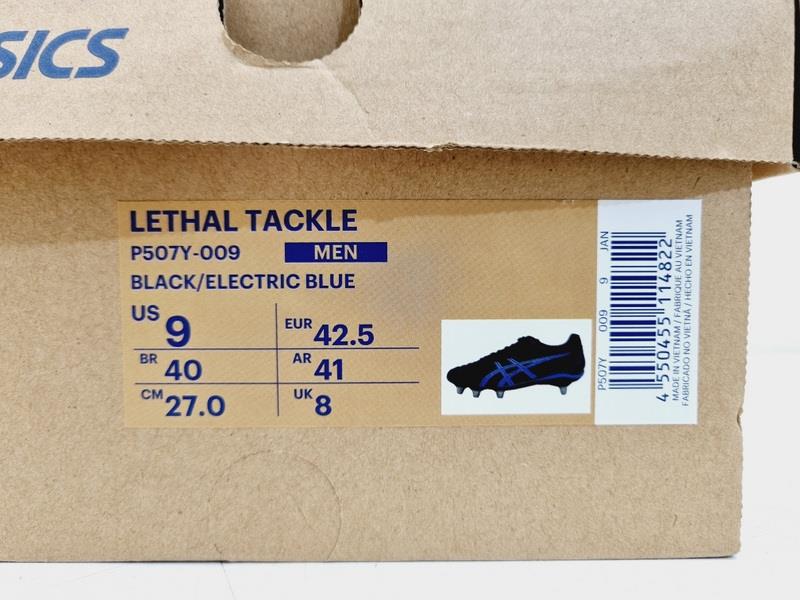 SICS
LETHAL TACKLE
P507Y-009 MEN
BLACK/ELECTRIC BLUE
US 9 EUR 42.5
BR 40 AR 41
CM 27.0 UK 8
P507Y 009 9 JAN
4 550455 114822
MADE IN VIETNAM / FABRIQUE AU VIETNAM
FABRICADO NO VIETNÃ / HECHO EN VIETNAM